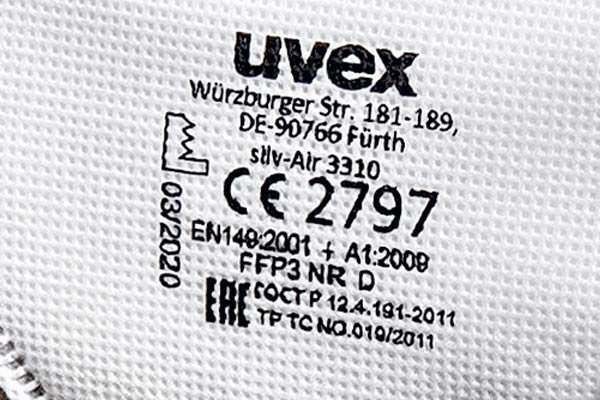 uvex
Würzburger Str. 181-189,
DE-90766 Fürth
silv-Air 3310
CE 2797
03/2020
EN149:2001 + A1:2009
FFP3 NR D
EAC ГОСТ Р 12.4.191-2011
ТР ТС NO.019/2011